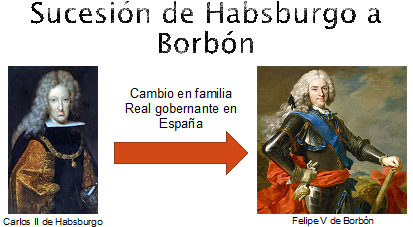 Sucesión de Habsburgo a
Borbón
Cambio en familia
Real gobernante en
España
Carlos II de Habsburgo
Felipe V de Borbón